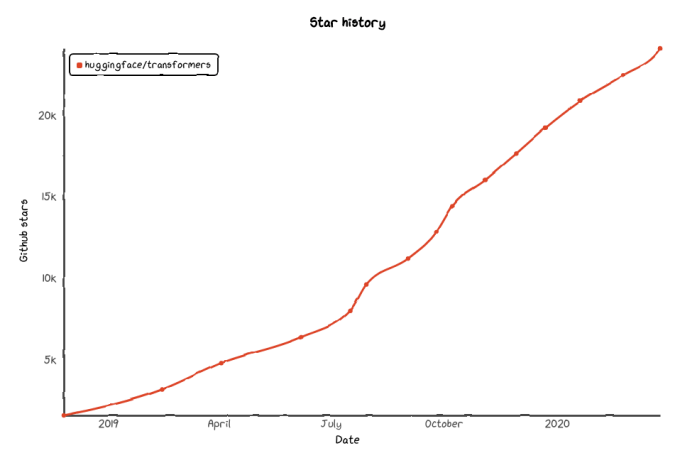 Star history
huggingface/transformers
20k
15k
10k
5k
Github stars
2019 April July October 2020
Date